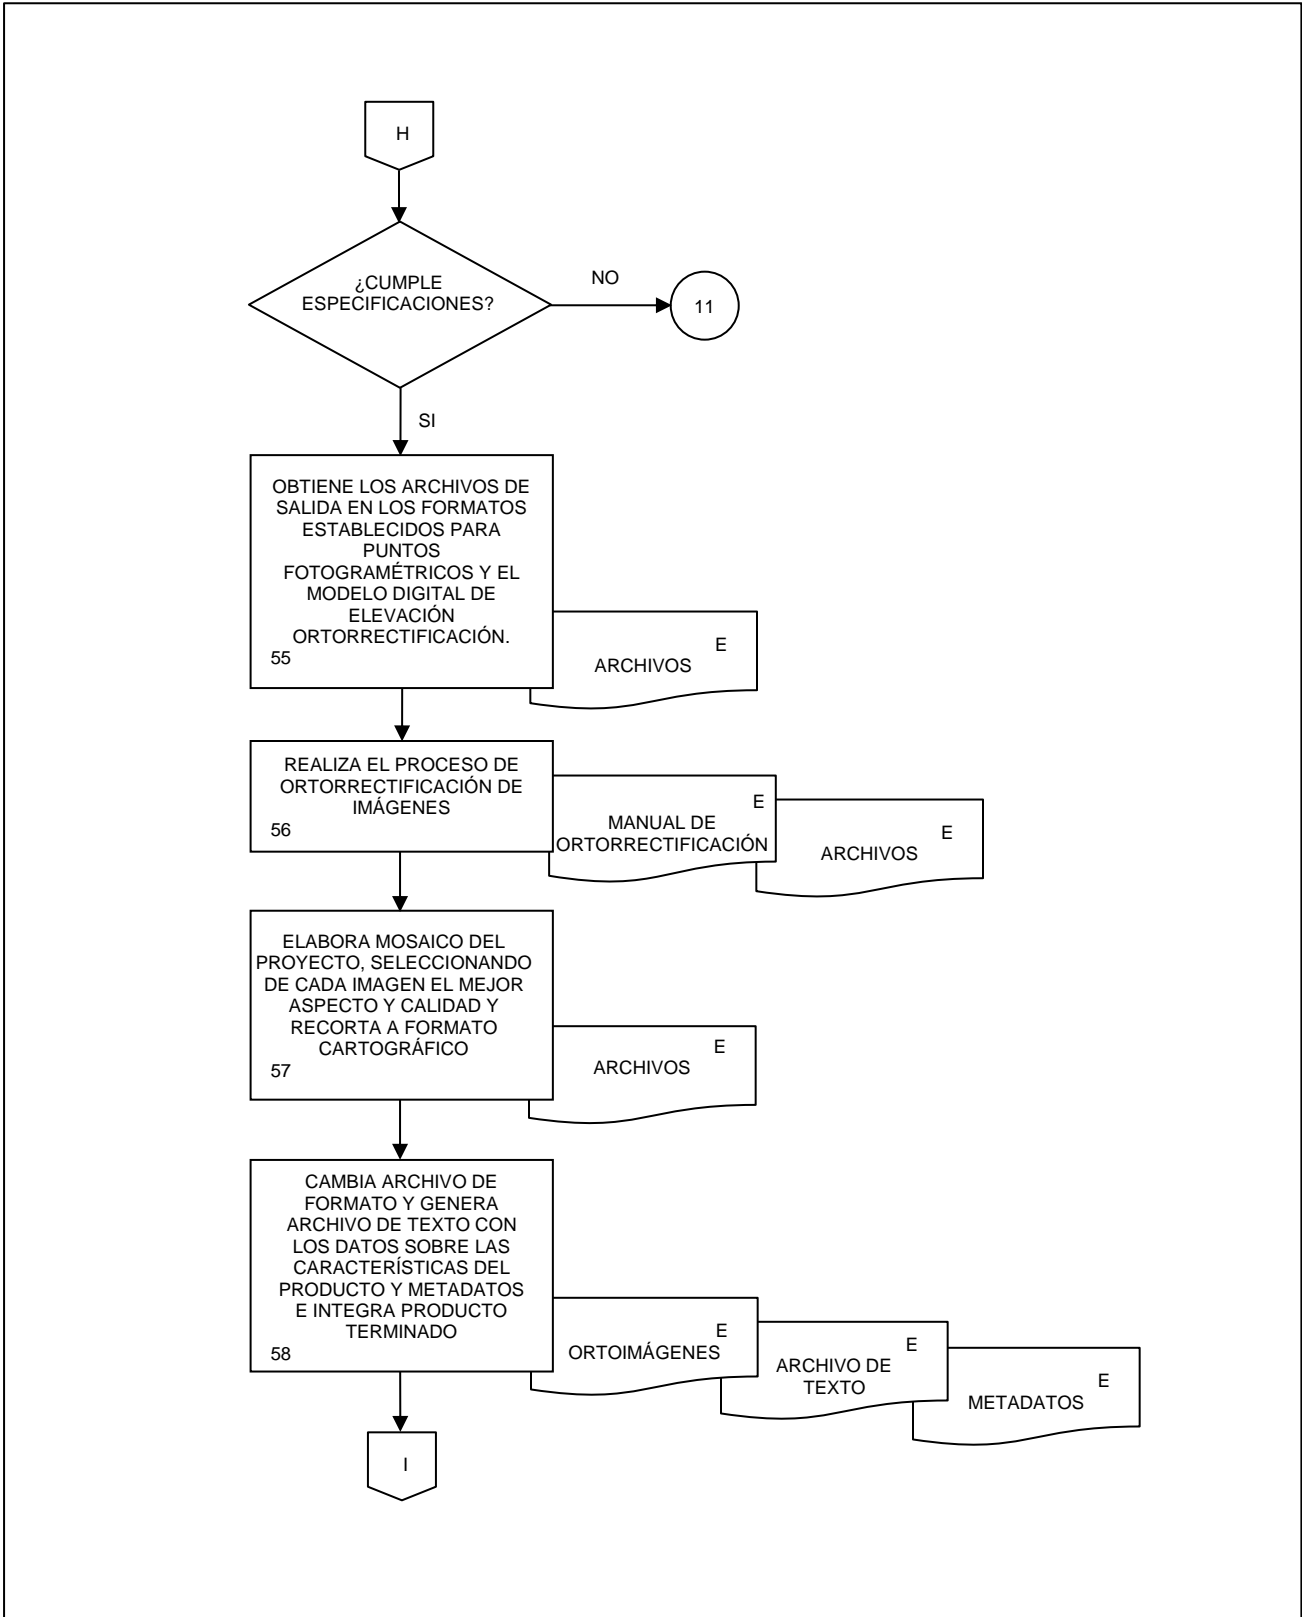 H
¿CUMPLE
ESPECIFICACIONES?
NO
11
SI
OBTIENE LOS ARCHIVOS DE
SALIDA EN LOS FORMATOS
ESTABLECIDOS PARA
PUNTOS
FOTOGRAMÉTRICOS Y EL
MODELO DIGITAL DE
ELEVACIÓN
ORTORRECTIFICACIÓN.
55
E
ARCHIVOS
REALIZA EL PROCESO DE
ORTORRECTIFICACIÓN DE
IMÁGENES
56
E
MANUAL DE
ORTORRECTIFICACIÓN
E
ARCHIVOS
ELABORA MOSAICO DEL
PROYECTO, SELECCIONANDO
DE CADA IMAGEN EL MEJOR
ASPECTO Y CALIDAD Y
RECORTA A FORMATO
CARTOGRÁFICO
57
E
ARCHIVOS
CAMBIA ARCHIVO DE
FORMATO Y GENERA
ARCHIVO DE TEXTO CON
LOS DATOS SOBRE LAS
CARACTERÍSTICAS DEL
PRODUCTO Y METADATOS
E INTEGRA PRODUCTO
TERMINADO
58
E
ORTOIMÁGENES
E
ARCHIVO DE
TEXTO
E
METADATOS
I